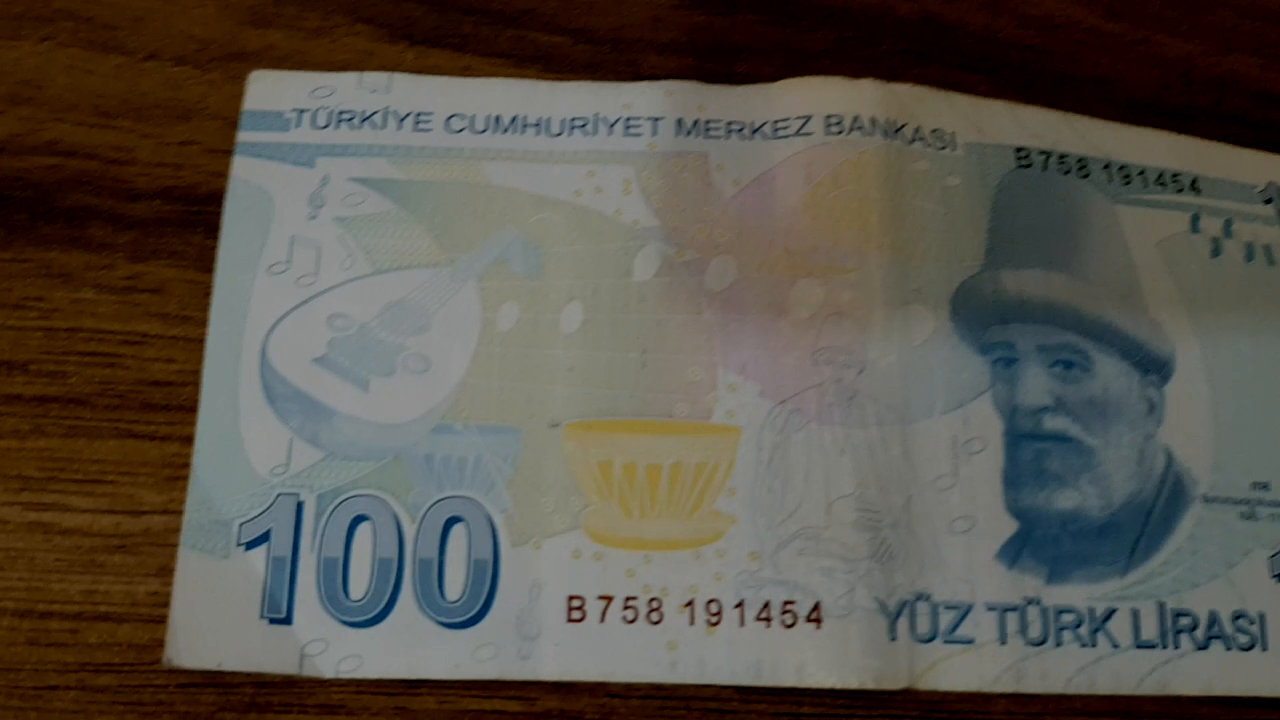 TÜRKİYE CUMHURİYET MERKEZ BANKASI
B758 191454
100
B758 191454
YÜZ TÜRK LİRASI